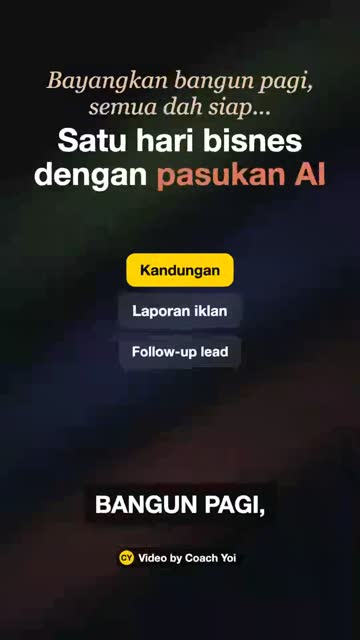 Bayangkan bangun pagi,
semua dah siap...
Satu hari bisnes
dengan pasukan AI
Kandungan
Laporan iklan
Follow-up lead
BANGUN PAGI,
CY Video by Coach Yoi